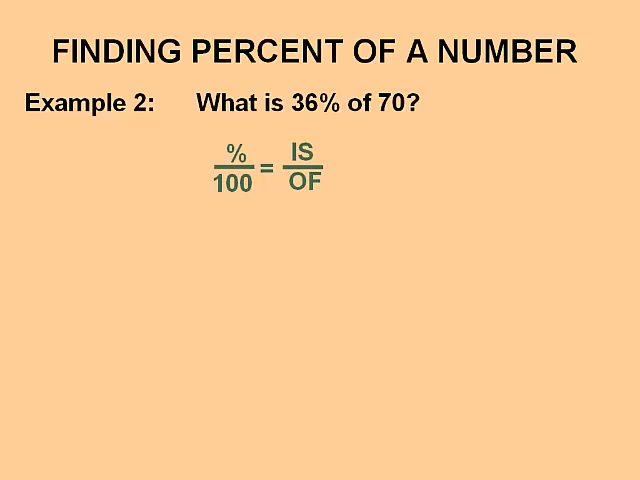 FINDING PERCENT OF A NUMBER
Example 2: What is 36% of 70?
% IS
= 
100 OF